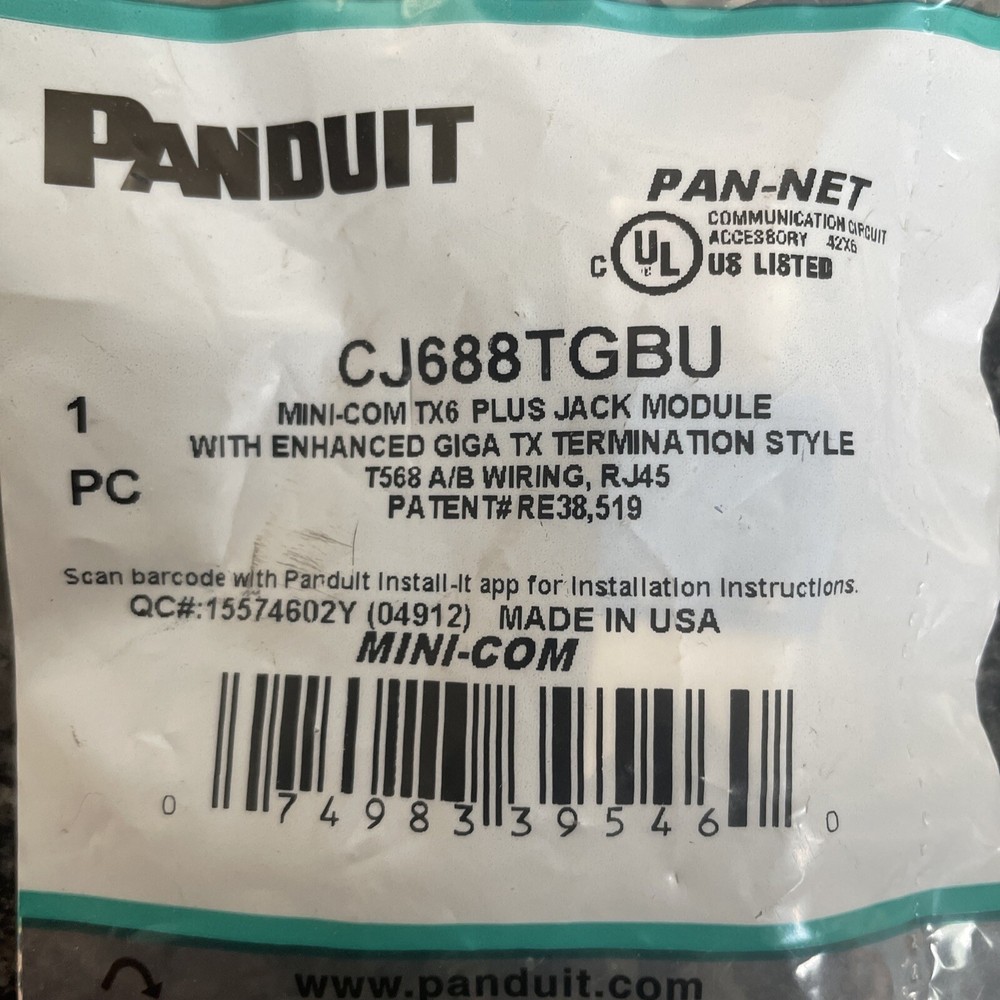 PANDUIT
PAN-NET
COMMUNICATION CIRCUIT
ACCESSORY 42X6
C UL US LISTED
CJ688TGBU
1
PC
MINI-COM TX6 PLUS JACK MODULE
WITH ENHANCED GIGA TX TERMINATION STYLE
T568 A/B WIRING, RJ45
PATENT# RE38,519
Scan barcode with Panduit Install-It app for Installation Instructions.
QC#:15574602Y (04912) MADE IN USA
MINI-COM
0 74983 39546 0
www.panduit.com